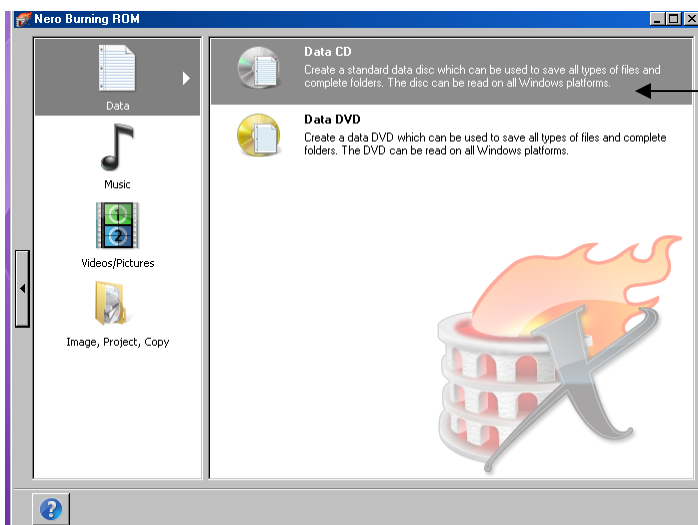 Nero Burning ROM
Data
Music
Videos/Pictures
Image, Project, Copy
Data CD
Create a standard data disc which can be used to save all types of files and
complete folders. The disc can be read on all Windows platforms.
Data DVD
Create a data DVD which can be used to save all types of files and complete
folders. The DVD can be read on all Windows platforms.
1
2
?